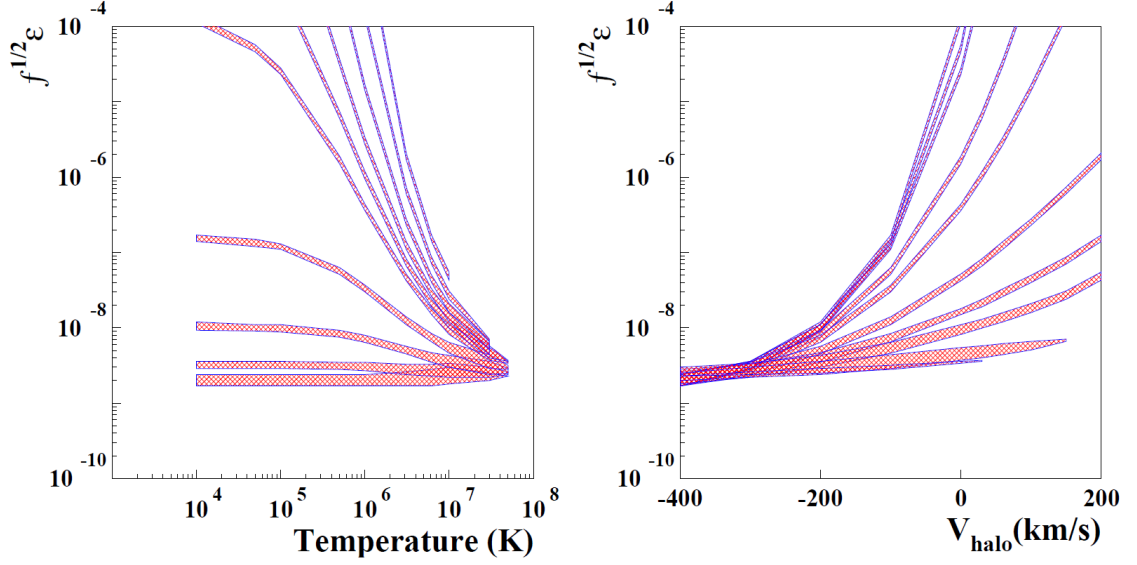 f^{1/2}ε
10^{-4}
10^{-6}
10^{-8}
10^{-10}
10^4 10^5 10^6 10^7 10^8
Temperature (K)
f^{1/2}ε
10^{-4}
10^{-6}
10^{-8}
10^{-10}
-400 -200 0 200
V_{halo}(km/s)